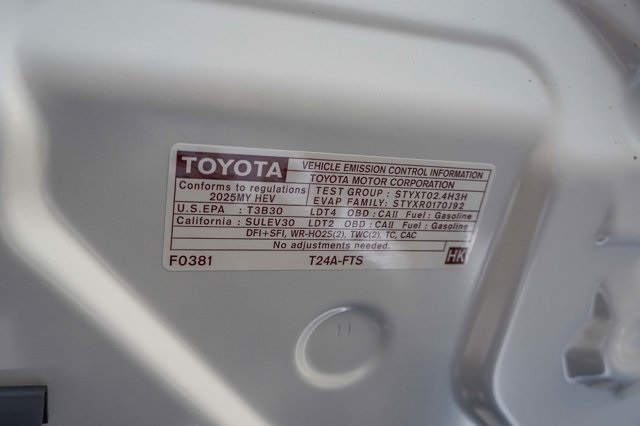 TOYOTA
VEHICLE EMISSION CONTROL INFORMATION
TOYOTA MOTOR CORPORATION
Conforms to regulations
2025MY HEV
TEST GROUP : STYXT02.4H3H
EVAP FAMILY: STYXR0170J92
U.S.EPA : T3B30 LDT4 OBD : CAII Fuel : Gasoline
California : SULEV30 LDT2 OBD : CAII Fuel : Gasoline
DFI+SFI, WR-HO2S(2), TWC(2), TC, CAC
No adjustments needed.
F0381 T24A-FTS HK
H